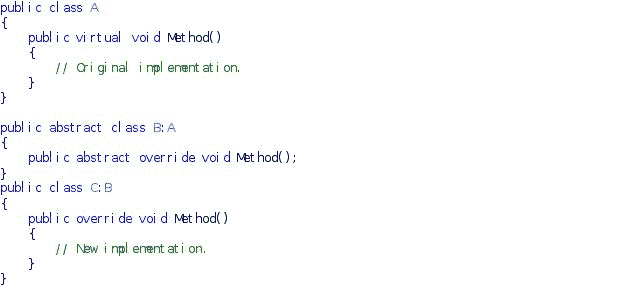 public class A
{
public virtual void Method()
{
// Original implementation.
}
}
public abstract class B:A
{
public abstract override void Method();
}
public class C:B
{
public override void Method()
{
// New implementation.
}
}